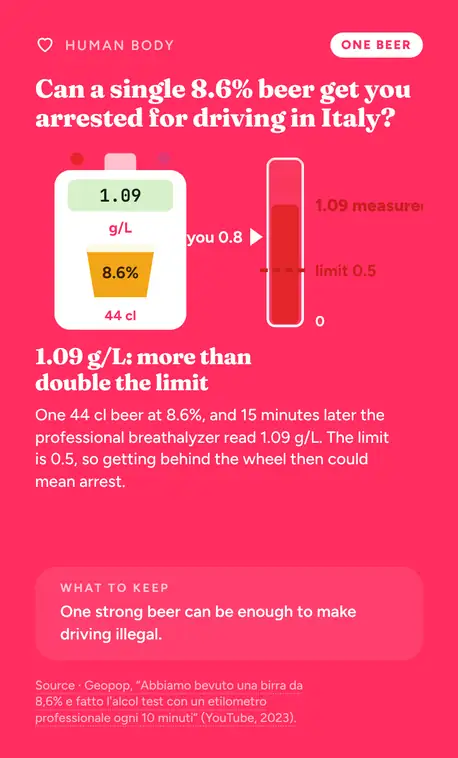 HUMAN BODY
ONE BEER
Can a single 8.6% beer get you
arrested for driving in Italy?
1.09
g/L
8.6%
44 cl
you 0.8
1.09 measure
limit 0.5
0
1.09 g/L: more than
double the limit
One 44 cl beer at 8.6%, and 15 minutes later the
professional breathalyzer read 1.09 g/L. The limit
is 0.5, so getting behind the wheel then could
mean arrest.
WHAT TO KEEP
One strong beer can be enough to make
driving illegal.
Source · Geopop, “Abbiamo bevuto una birra da
8,6% e fatto l'alcol test con un etilometro
professionale ogni 10 minuti” (YouTube, 2023).